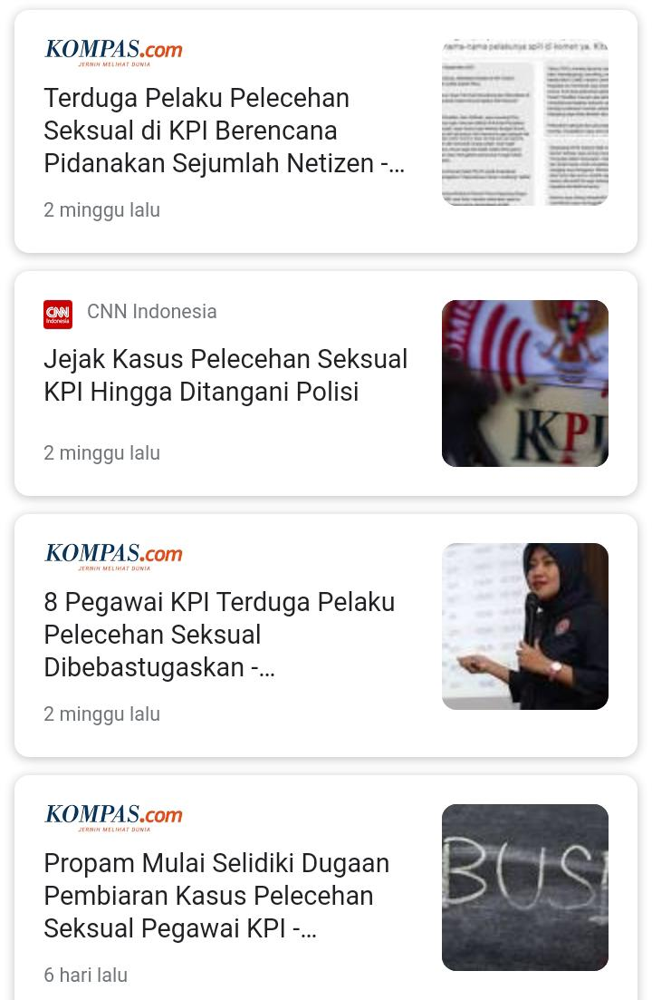 KOMPAS.com
JERNIH MELIHAT DUNIA
Terduga Pelaku Pelecehan
Seksual di KPI Berencana
Pidanakan Sejumlah Netizen -...
2 minggu lalu
CNN Indonesia
CNN Indonesia
Jejak Kasus Pelecehan Seksual
KPI Hingga Ditangani Polisi
2 minggu lalu
KPI
KOMPAS.com
JERNIH MELIHAT DUNIA
8 Pegawai KPI Terduga Pelaku
Pelecehan Seksual
Dibebastugaskan -...
2 minggu lalu
KOMPAS.com
JERNIH MELIHAT DUNIA
Propam Mulai Selidiki Dugaan
Pembiaran Kasus Pelecehan
Seksual Pegawai KPI -...
6 hari lalu
BUS